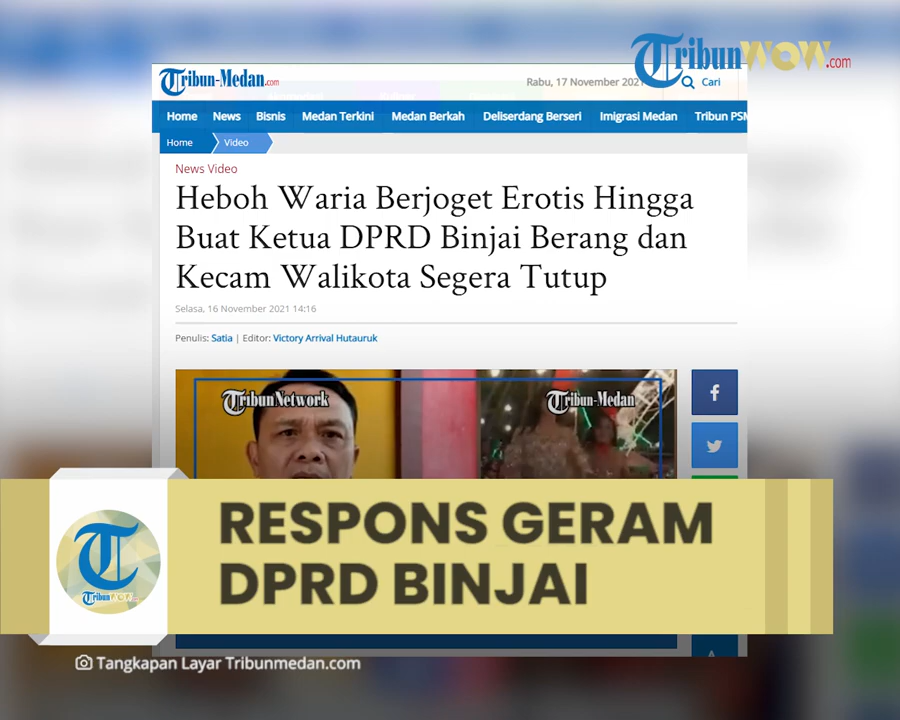 TribunWOW.com
Tribun-Medan.com
Rabu, 17 November 2021
Cari
Home News Bisnis Medan Terkini Medan Berkah Deliserdang Berseri Imigrasi Medan Tribun PSM
Home Video
News Video
Heboh Waria Berjoget Erotis Hingga
Buat Ketua DPRD Binjai Berang dan
Kecam Walikota Segera Tutup
Selasa, 16 November 2021 14:16
Penulis: Satia | Editor: Victory Arrival Hutauruk
TribunNetwork
Tribun-Medan
RESPONS GERAM
DPRD BINJAI
TribunWOW.com
Tangkapan Layar Tribunmedan.com